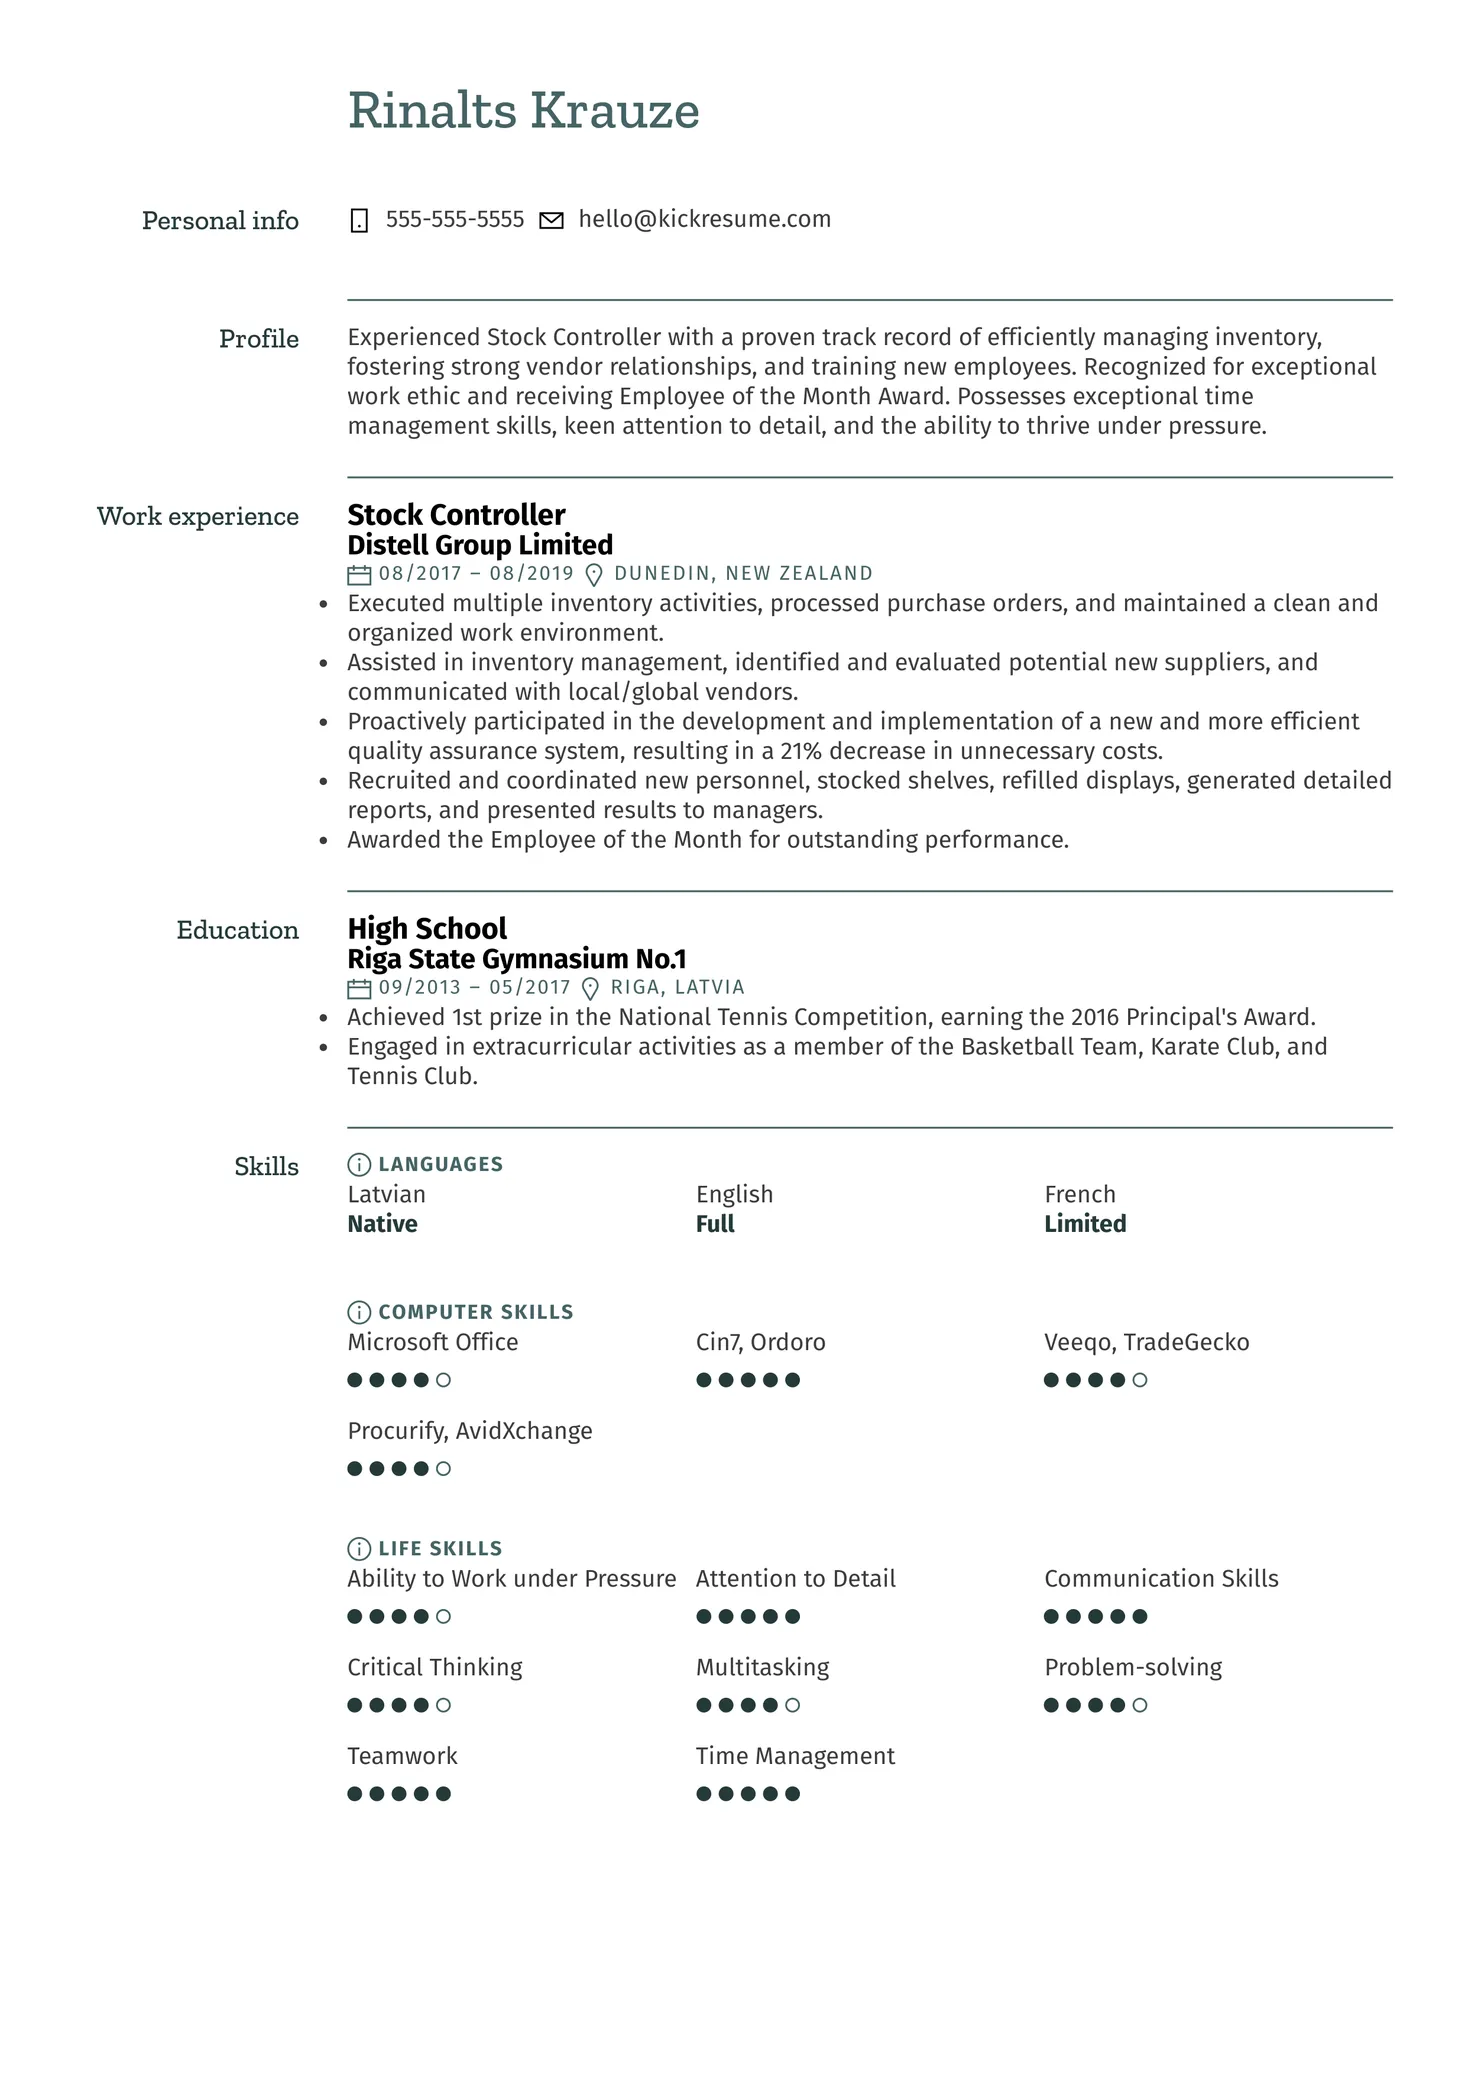 Rinalts Krauze
Personal info
555-555-5555 hello@kickresume.com
Profile
Experienced Stock Controller with a proven track record of efficiently managing inventory,
fostering strong vendor relationships, and training new employees. Recognized for exceptional
work ethic and receiving Employee of the Month Award. Possesses exceptional time
management skills, keen attention to detail, and the ability to thrive under pressure.
Work experience
Stock Controller
Distell Group Limited
08/2017 – 08/2019 DUNEDIN, NEW ZEALAND
• Executed multiple inventory activities, processed purchase orders, and maintained a clean and
organized work environment.
• Assisted in inventory management, identified and evaluated potential new suppliers, and
communicated with local/global vendors.
• Proactively participated in the development and implementation of a new and more efficient
quality assurance system, resulting in a 21% decrease in unnecessary costs.
• Recruited and coordinated new personnel, stocked shelves, refilled displays, generated detailed
reports, and presented results to managers.
• Awarded the Employee of the Month for outstanding performance.
Education
High School
Riga State Gymnasium No.1
09/2013 – 05/2017 RIGA, LATVIA
• Achieved 1st prize in the National Tennis Competition, earning the 2016 Principal's Award.
• Engaged in extracurricular activities as a member of the Basketball Team, Karate Club, and
Tennis Club.
Skills
LANGUAGES
Latvian English French
Native Full Limited
COMPUTER SKILLS
Microsoft Office Cin7, Ordoro Veeqo, TradeGecko
Procurify, AvidXchange
LIFE SKILLS
Ability to Work under Pressure Attention to Detail Communication Skills
Critical Thinking Multitasking Problem-solving
Teamwork Time Management